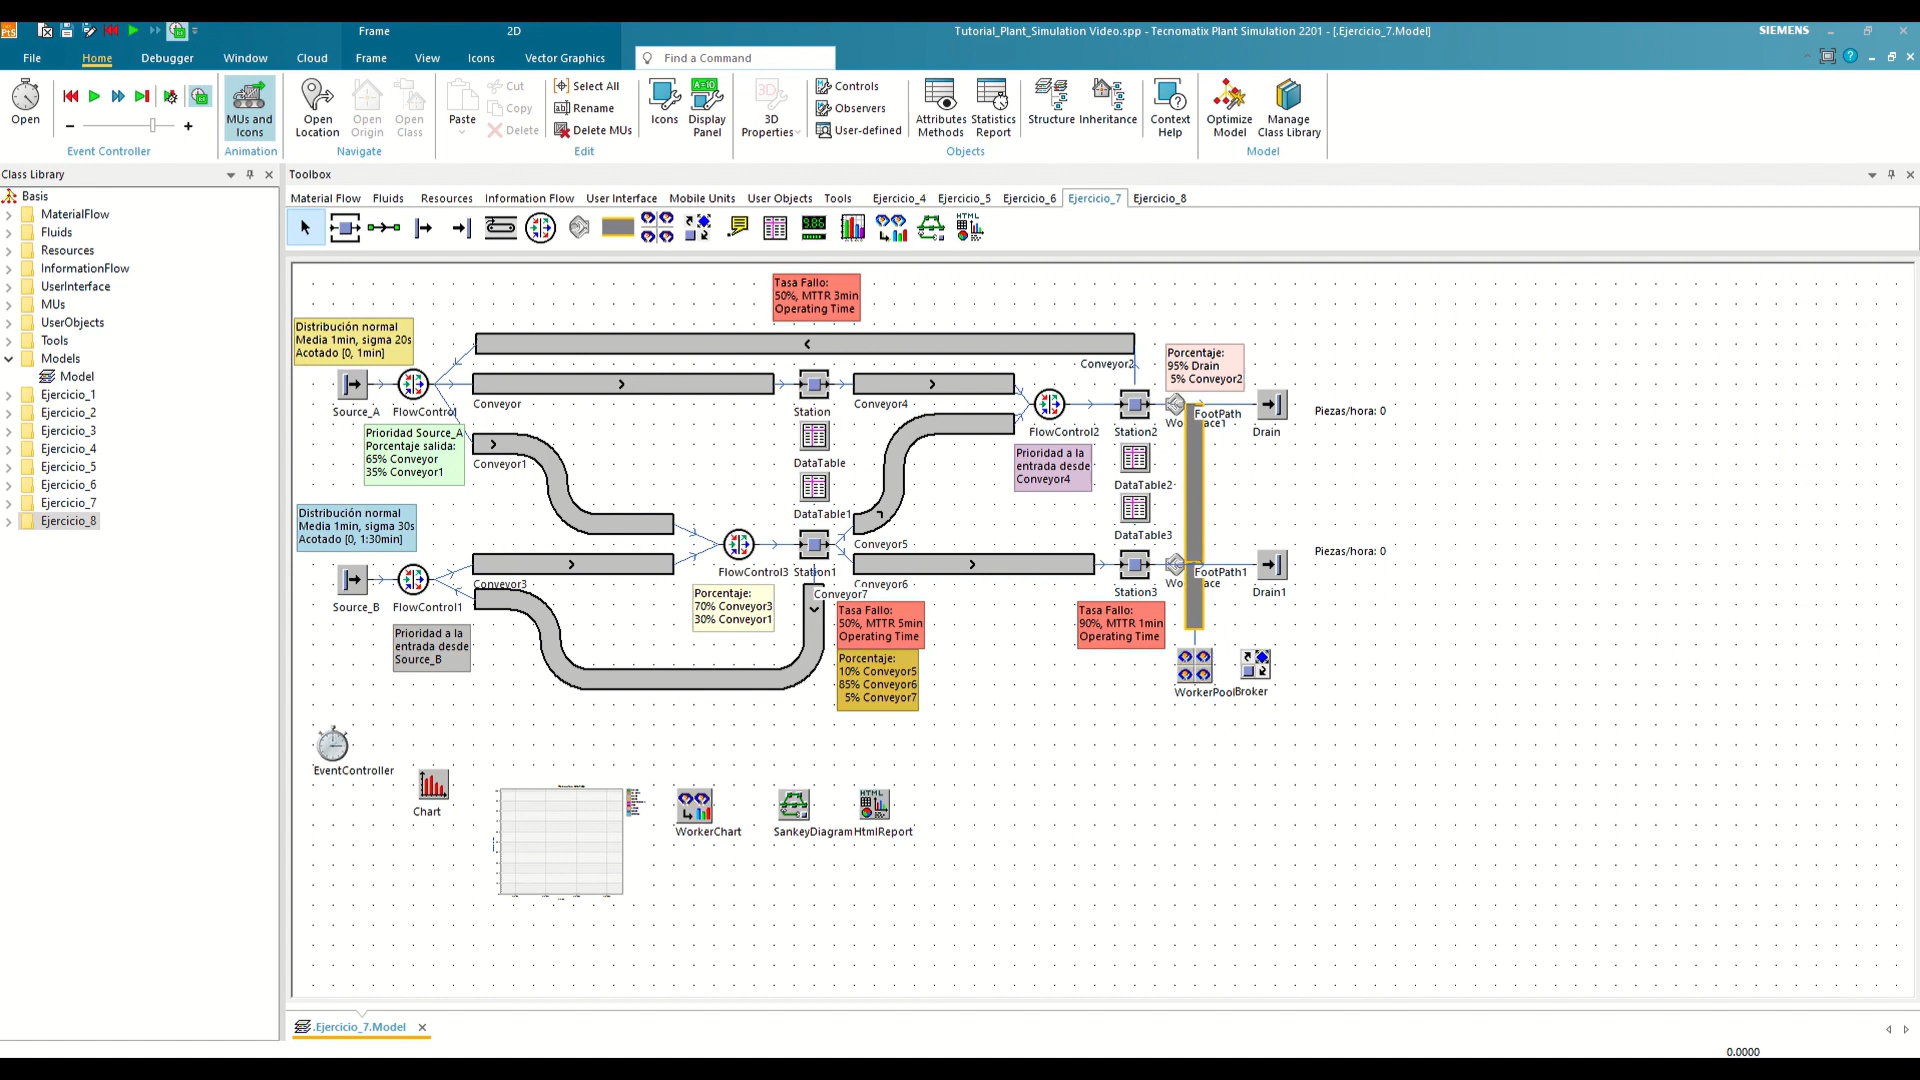 Frame
2D
Tutorial_Plant_Simulation Video.spp - Tecnomatix Plant Simulation 2201 - [.Ejercicio_7.Model]
SIEMENS
File
Home
Debugger
Window
Cloud
Frame
View
Icons
Vector Graphics
Find a Command
Open
Event Controller
MUs and Icons
Animation
Open Location
Open Origin
Open Class
Navigate
Paste
Cut
Copy
Delete
Select All
Rename
Delete MUs
Edit
Icons
Display Panel
3D Properties
Controls
Observers
User-defined
Attributes Methods
Statistics Report
Objects
Structure
Inheritance
Context Help
Optimize Model
Manage Class Library
Model
Class Library
Basis
MaterialFlow
Fluids
Resources
InformationFlow
UserInterface
MUs
UserObjects
Tools
Models
Model
Ejercicio_1
Ejercicio_2
Ejercicio_3
Ejercicio_4
Ejercicio_5
Ejercicio_6
Ejercicio_7
Ejercicio_8
Toolbox
Material Flow
Fluids
Resources
Information Flow
User Interface
Mobile Units
User Objects
Tools
Ejercicio_4
Ejercicio_5
Ejercicio_6
Ejercicio_7
Ejercicio_8
Tasa Fallo:
50%, MTTR 3min
Operating Time
Distribución normal
Media 1min, sigma 20s
Acotado [0, 1min]
Conveyor2
Porcentaje:
95% Drain
5% Conveyor2
Source_A
FlowControl
Conveyor
Station
Conveyor4
FlowControl2
Station2
FootPath
Drain
Piezas/hora: 0
Prioridad Source_A
Porcentaje salida:
65% Conveyor
35% Conveyor1
Conveyor1
DataTable
Prioridad a la
entrada desde
Conveyor4
DataTable2
DataTable1
DataTable3
Distribución normal
Media 1min, sigma 30s
Acotado [0, 1:30min]
Conveyor5
Piezas/hora: 0
Source_B
FlowControl1
Conveyor3
FlowControl3
Station1
Conveyor6
Station3
FootPath1
Drain1
Conveyor7
Porcentaje:
70% Conveyor3
30% Conveyor1
Tasa Fallo:
50%, MTTR 5min
Operating Time
Tasa Fallo:
90%, MTTR 1min
Operating Time
Prioridad a la
entrada desde
Source_B
Porcentaje:
10% Conveyor5
85% Conveyor6
5% Conveyor7
WorkerPool
Broker
EventController
Chart
WorkerChart
SankeyDiagram
HtmlReport
.Ejercicio_7.Model
0.0000